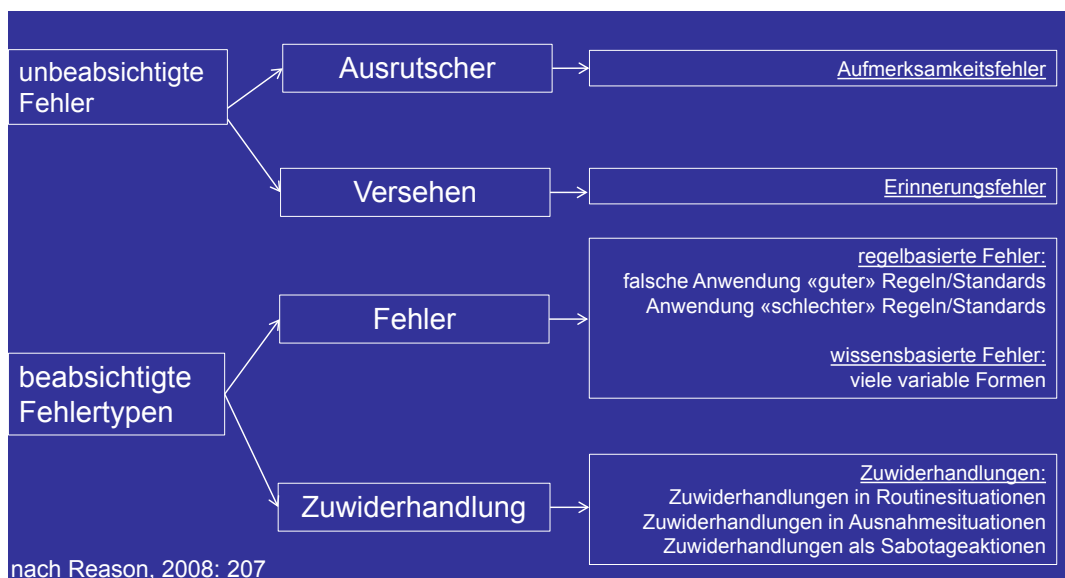 unbeabsichtigte
Fehler
Ausrutscher
Aufmerksamkeitsfehler
Versehen
Erinnerungsfehler
beabsichtigte
Fehlertypen
Fehler
regelbasierte Fehler:
falsche Anwendung «guter» Regeln/Standards
Anwendung «schlechter» Regeln/Standards
wissensbasierte Fehler:
viele variable Formen
Zuwiderhandlung
Zuwiderhandlungen:
Zuwiderhandlungen in Routinesituationen
Zuwiderhandlungen in Ausnahmesituationen
Zuwiderhandlungen als Sabotageaktionen
nach Reason, 2008: 207